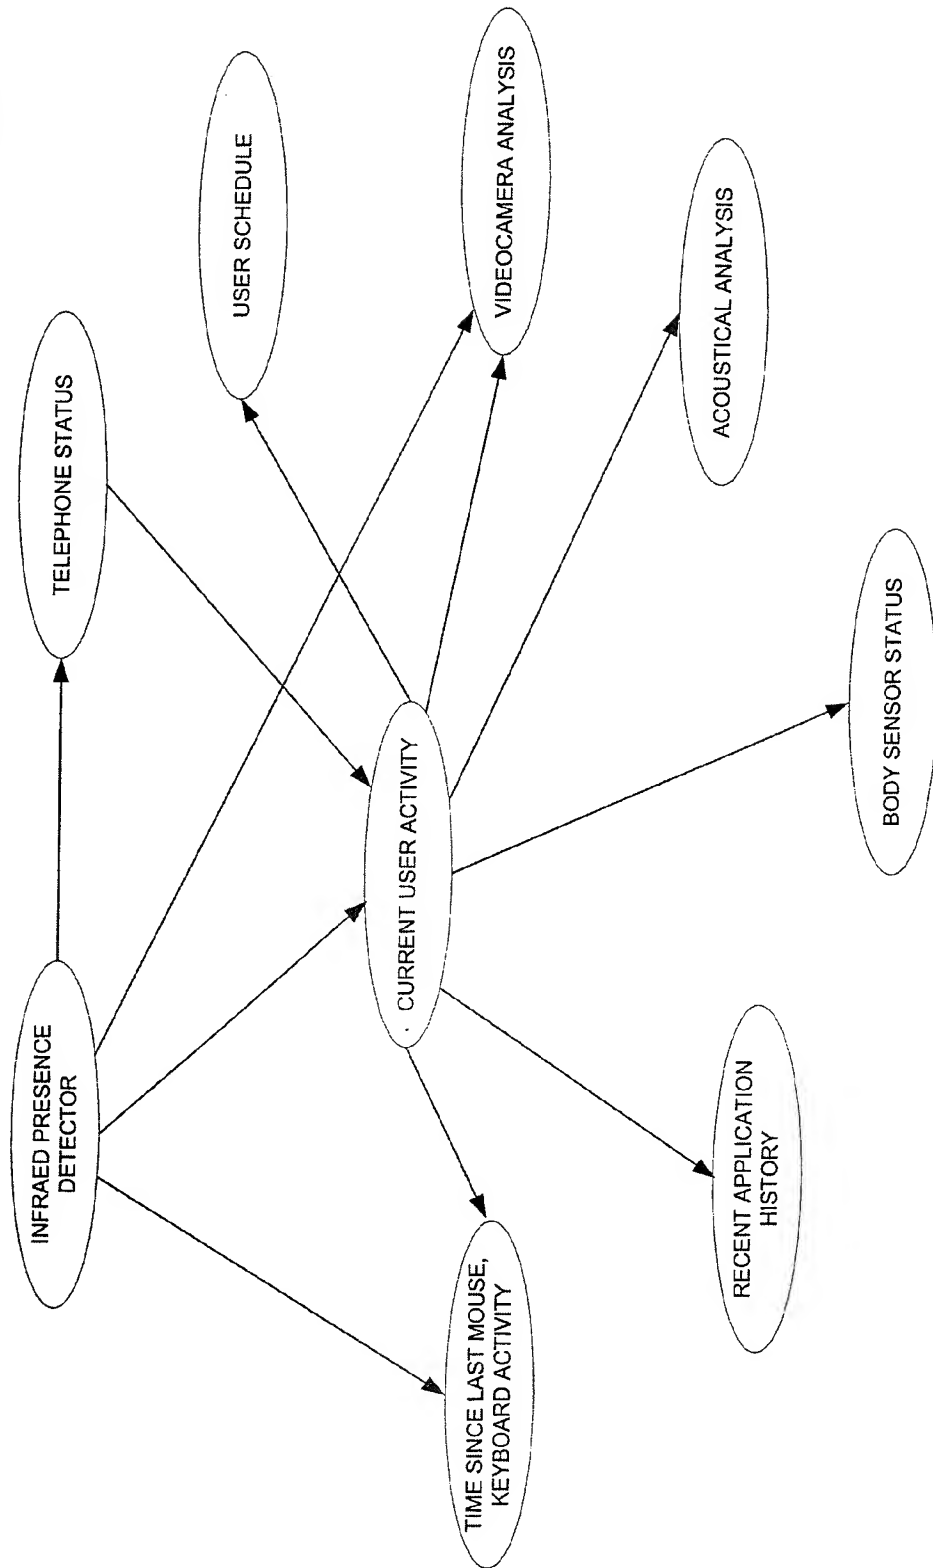 INFRAED PRESENCE
DETECTOR
TELEPHONE STATUS
USER SCHEDULE
CURRENT USER ACTIVITY
TIME SINCE LAST MOUSE,
KEYBOARD ACTIVITY
VIDEOCAMERA ANALYSIS
RECENT APPLICATION
HISTORY
ACOUSTICAL ANALYSIS
BODY SENSOR STATUS